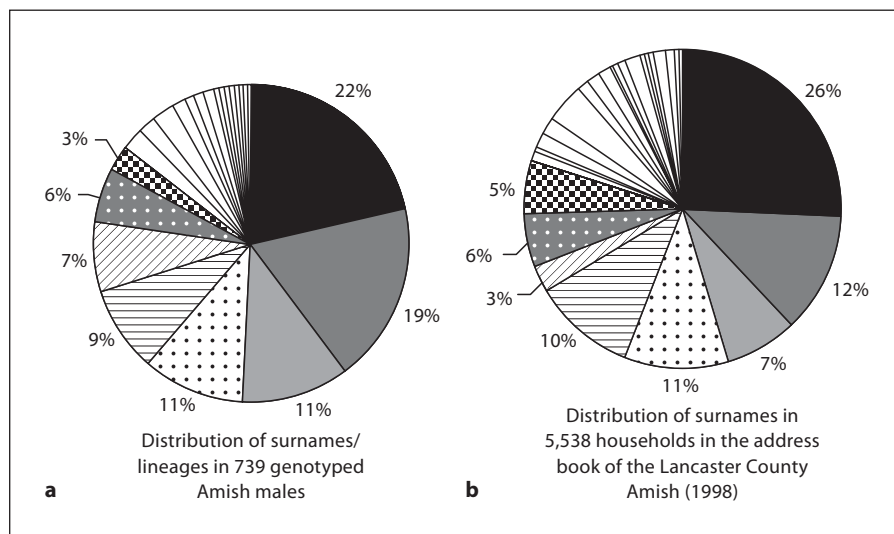 22%
19%
11%
11%
9%
7%
6%
3%
Distribution of surnames/
lineages in 739 genotyped
Amish males
a
26%
12%
7%
11%
10%
3%
6%
5%
Distribution of surnames in
5,538 households in the address
book of the Lancaster County
Amish (1998)
b